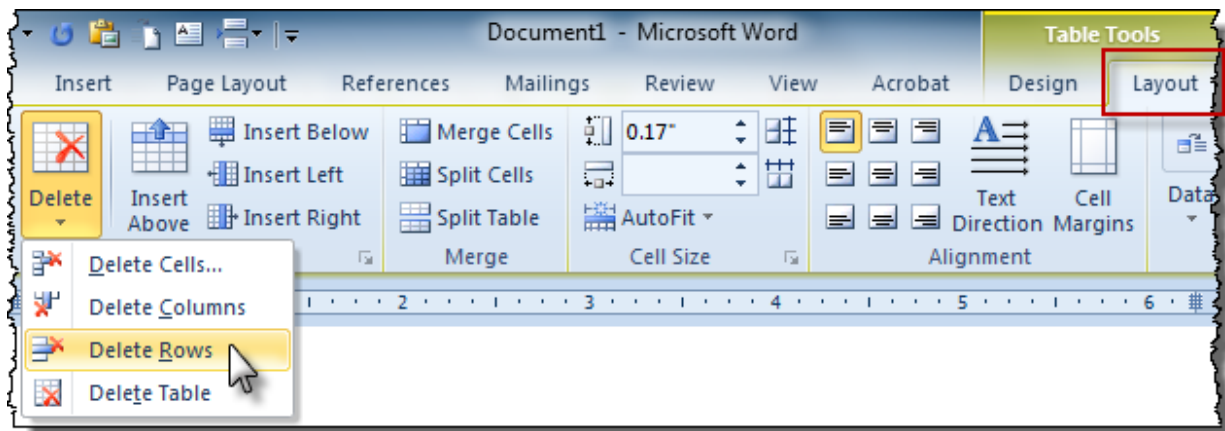 Document1 - Microsoft Word
Table Tools
Insert Page Layout References Mailings Review View Acrobat Design Layout
Delete
Insert Above
Insert Below
Insert Left
Insert Right
Merge Cells
Split Cells
Split Table
Merge
0.17"
AutoFit
Cell Size
Text Direction
Cell Margins
Alignment
Data
Delete Cells...
Delete Columns
Delete Rows
Delete Table
2 3 4 5 6